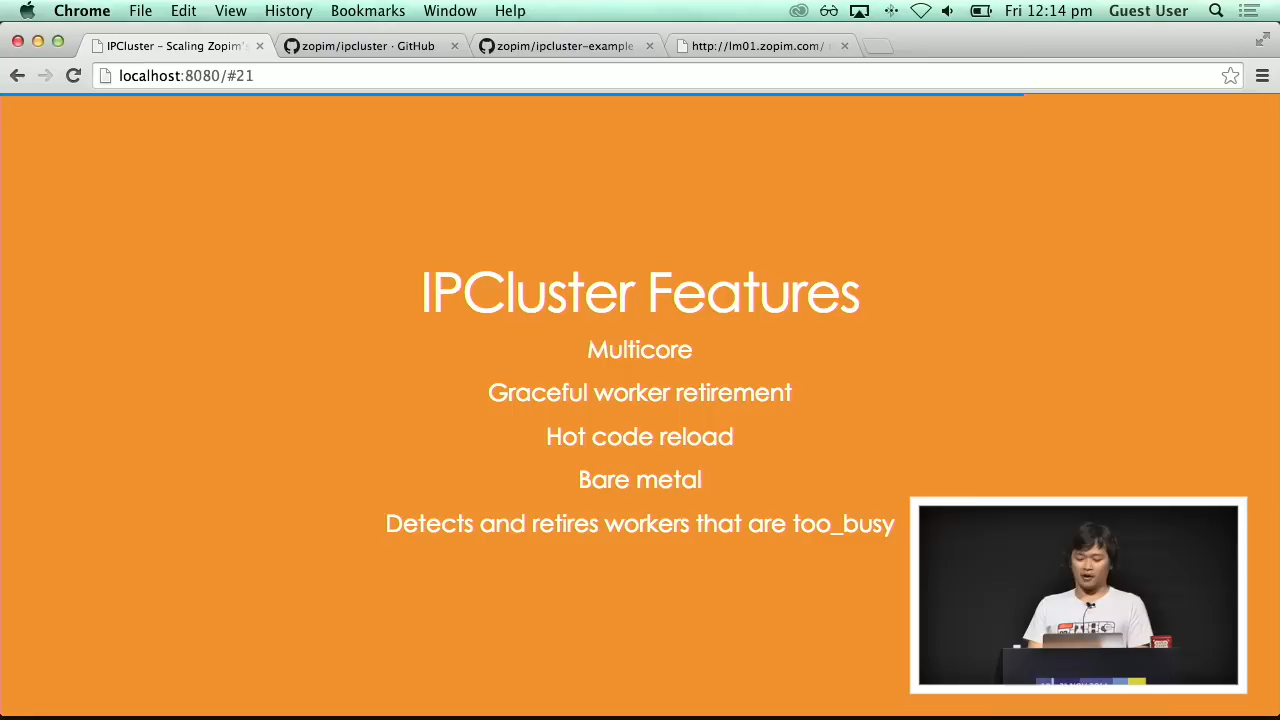 Chrome File Edit View History Bookmarks Window Help Fri 12:14 pm Guest User
IPCluster – Scaling Zopim's zopim/ipcluster · GitHub zopim/ipcluster-example http://lm01.zopim.com/
localhost:8080/#21
IPCluster Features
Multicore
Graceful worker retirement
Hot code reload
Bare metal
Detects and retires workers that are too_busy